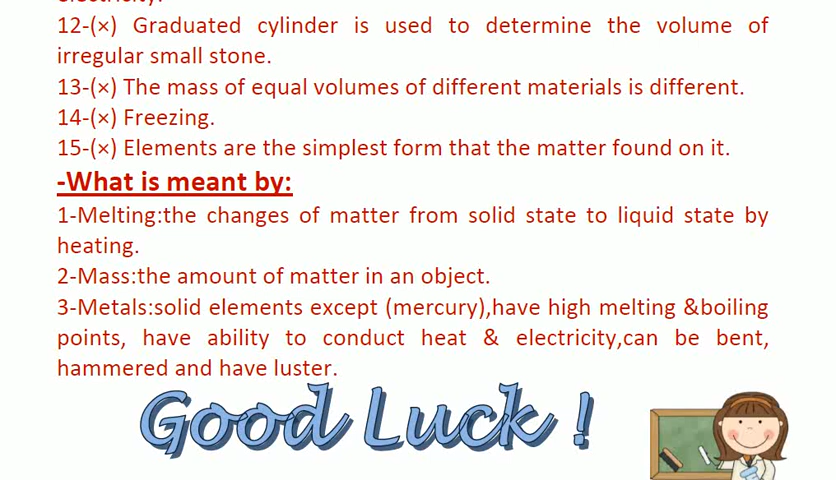 12-(×) Graduated cylinder is used to determine the volume of
irregular small stone.
13-(×) The mass of equal volumes of different materials is different.
14-(×) Freezing.
15-(×) Elements are the simplest form that the matter found on it.
-What is meant by:
1-Melting:the changes of matter from solid state to liquid state by
heating.
2-Mass:the amount of matter in an object.
3-Metals:solid elements except (mercury),have high melting &boiling
points, have ability to conduct heat & electricity,can be bent,
hammered and have luster.
Good Luck !